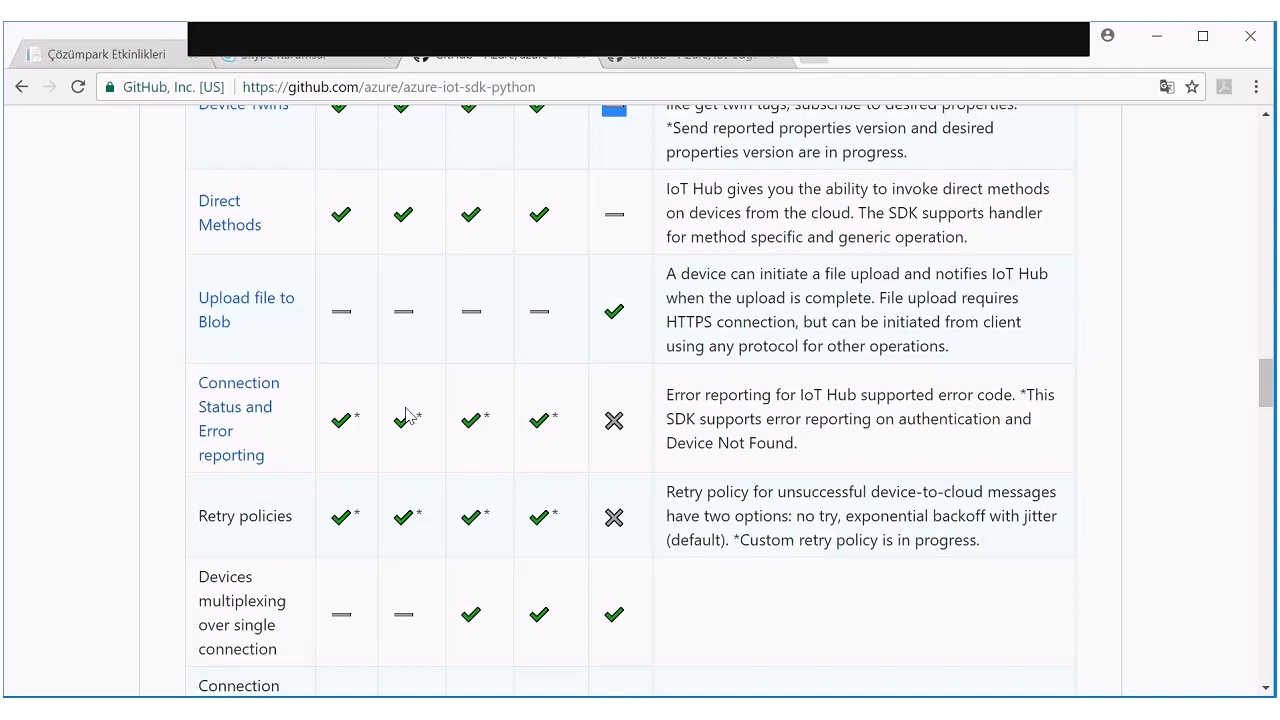 Çözümpark Etkinlikleri
GitHub, Inc. [US]
https://github.com/azure/azure-iot-sdk-python
Device Twins
like get twin tags, subscribe to desired properties.
*Send reported properties version and desired
properties version are in progress.
Direct
Methods
IoT Hub gives you the ability to invoke direct methods
on devices from the cloud. The SDK supports handler
for method specific and generic operation.
Upload file to
Blob
A device can initiate a file upload and notifies IoT Hub
when the upload is complete. File upload requires
HTTPS connection, but can be initiated from client
using any protocol for other operations.
Connection
Status and
Error
reporting
* * * *
Error reporting for IoT Hub supported error code. *This
SDK supports error reporting on authentication and
Device Not Found.
Retry policies
* * * *
Retry policy for unsuccessful device-to-cloud messages
have two options: no try, exponential backoff with jitter
(default). *Custom retry policy is in progress.
Devices
multiplexing
over single
connection
Connection